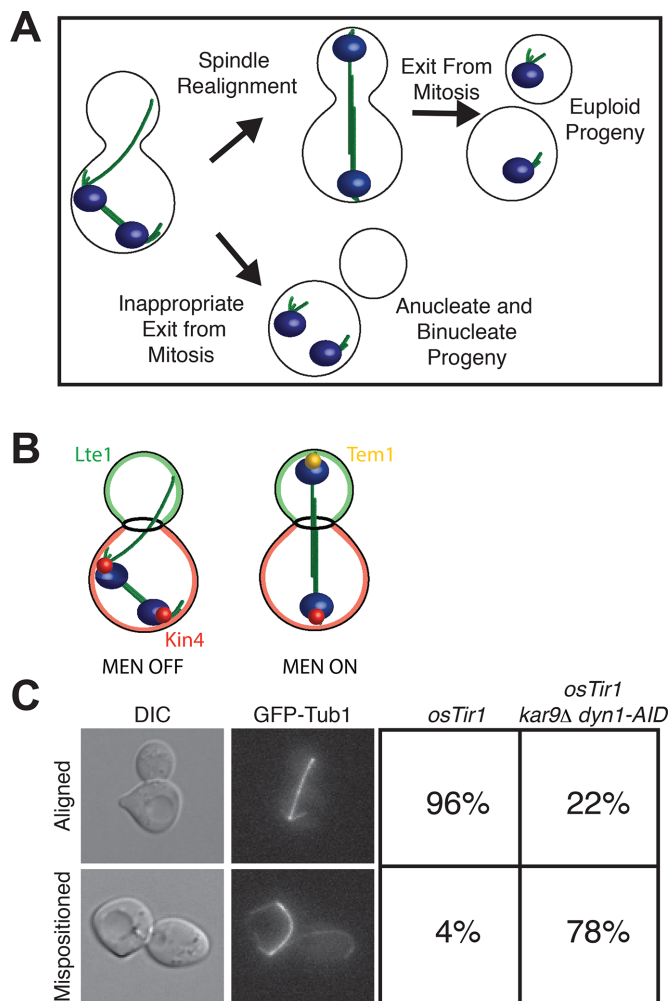 A
Spindle
Realignment
Exit From
Mitosis
Euploid
Progeny
Inappropriate
Exit from
Mitosis
Anucleate and
Binucleate
Progeny
B
Lte1
Tem1
Kin4
MEN OFF
MEN ON
C
DIC
GFP-Tub1
osTir1
osTir1
kar9Δ dyn1-AID
Aligned
96%
22%
Mispositioned
4%
78%